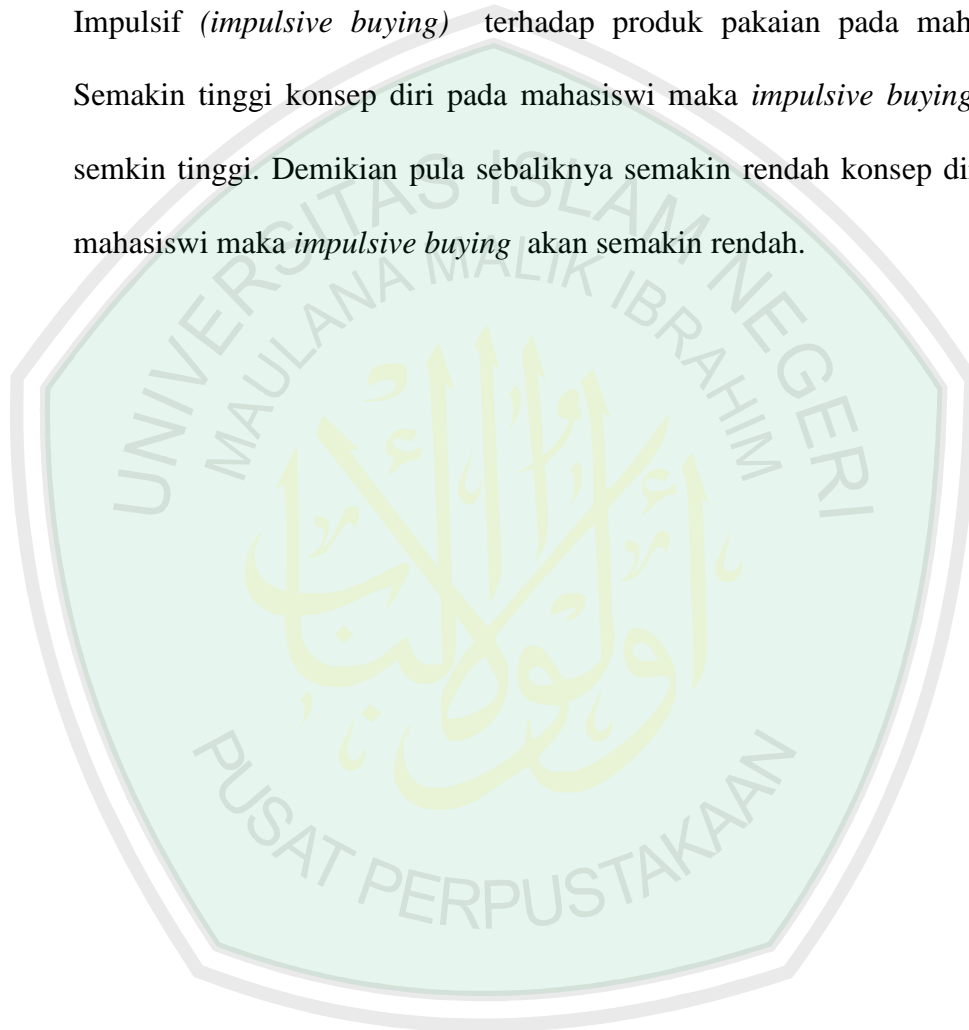 Impulsif (impulsive buying) terhadap produk pakaian pada mah
Semakin tinggi konsep diri pada mahasiswi maka impulsive buying
semkin tinggi. Demikian pula sebaliknya semakin rendah konsep di
mahasiswi maka impulsive buying akan semakin rendah.
UNIVERSITAS ISLAM NEGERI
MAULANA MALIK IBRAHIM
أولوا الألباب
PUSAT PERPUSTAKAAN